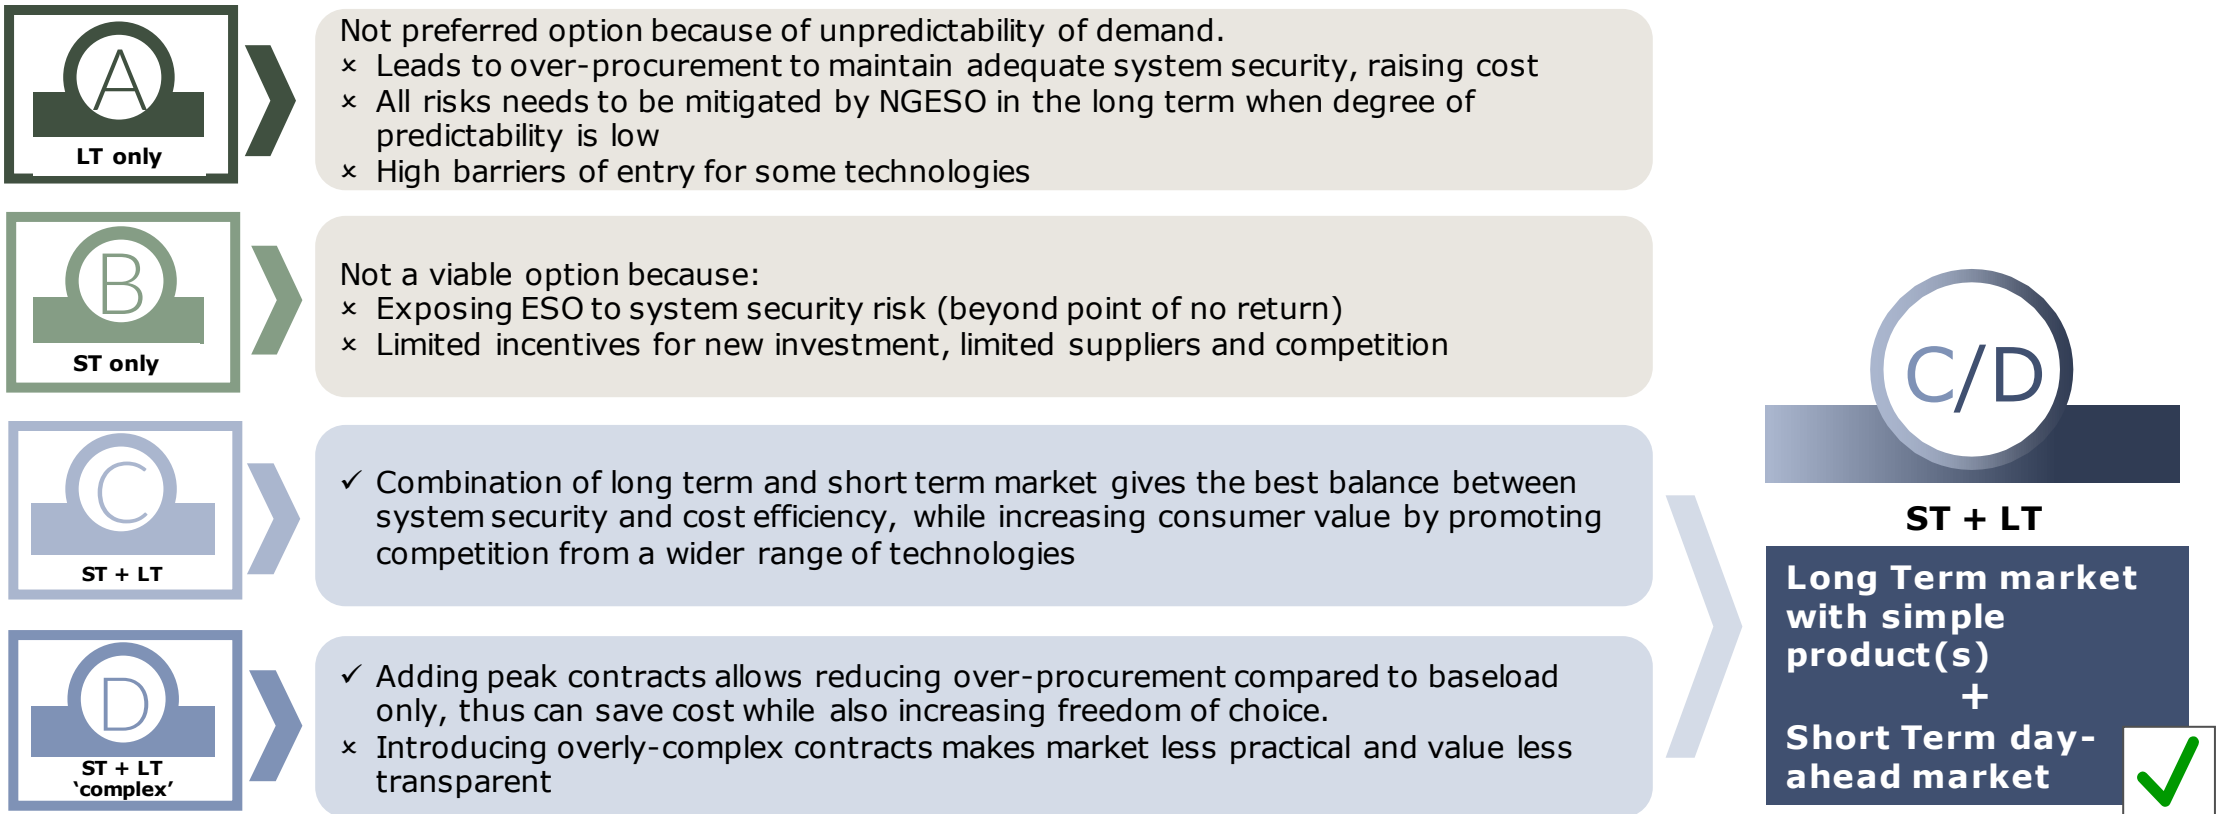 A
LT only
Not preferred option because of unpredictability of demand.
× Leads to over-procurement to maintain adequate system security, raising cost
× All risks needs to be mitigated by NGESO in the long term when degree of
predictability is low
× High barriers of entry for some technologies
B
ST only
Not a viable option because:
× Exposing ESO to system security risk (beyond point of no return)
× Limited incentives for new investment, limited suppliers and competition
C
ST + LT
✓ Combination of long term and short term market gives the best balance between
system security and cost efficiency, while increasing consumer value by promoting
competition from a wider range of technologies
D
ST + LT
‘complex’
✓ Adding peak contracts allows reducing over-procurement compared to baseload
only, thus can save cost while also increasing freedom of choice.
× Introducing overly-complex contracts makes market less practical and value less
transparent
C/D
ST + LT
Long Term market
with simple
product(s)
+
Short Term day-
ahead market